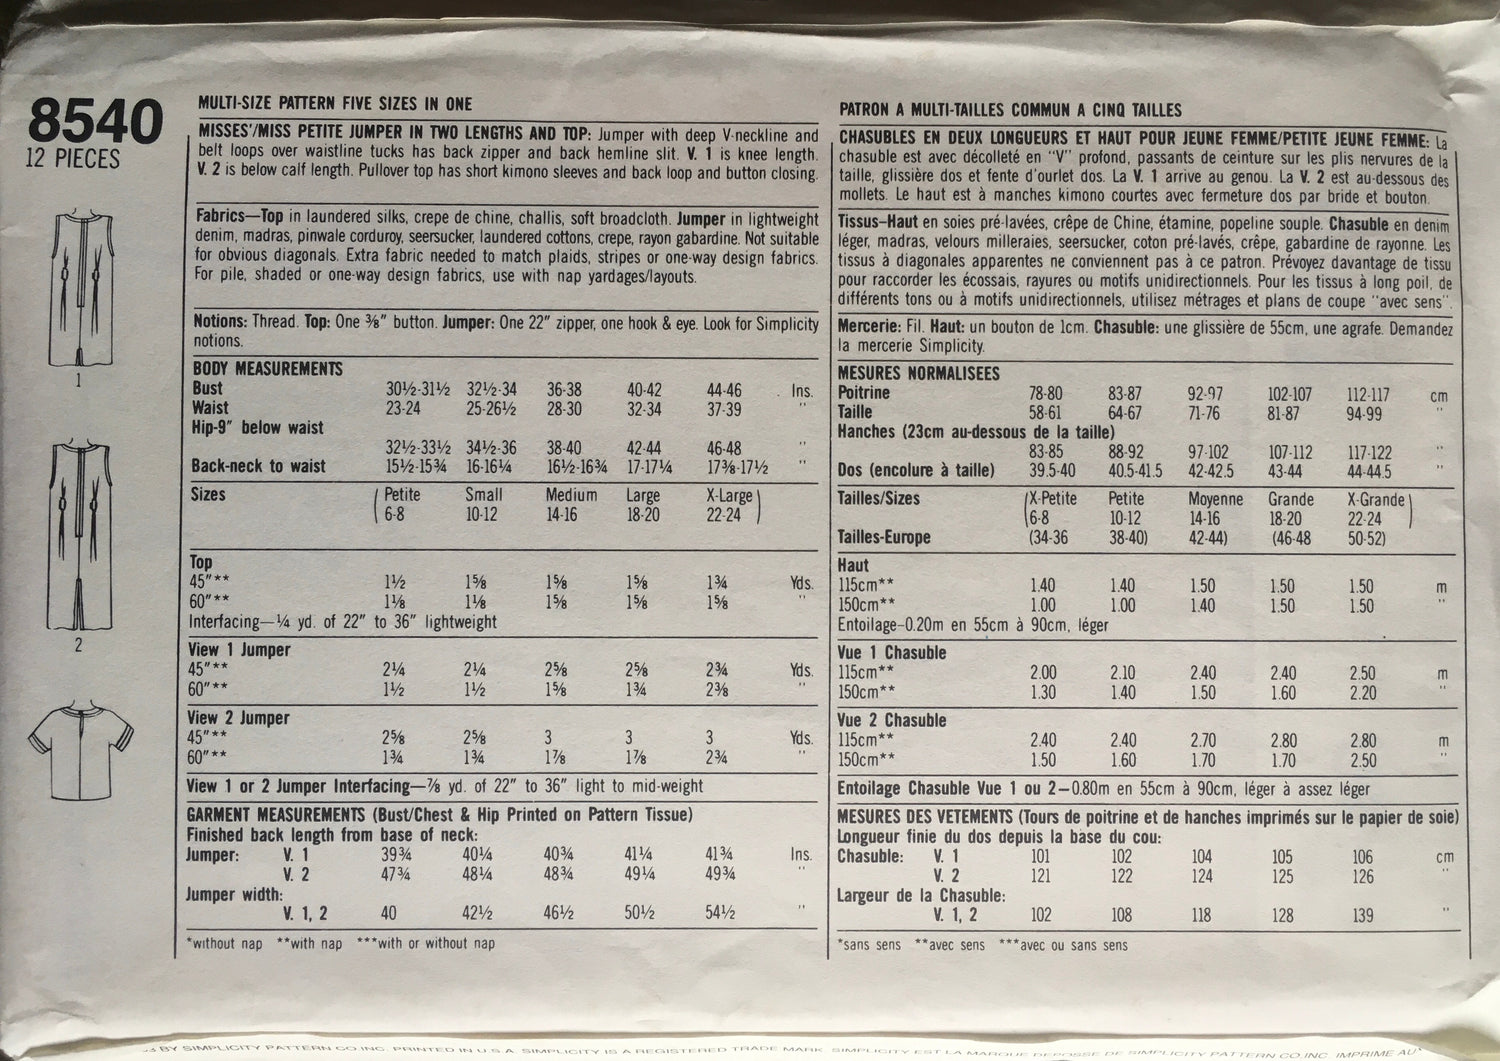 8540
12 PIECES
1
2
MULTI-SIZE PATTERN FIVE SIZES IN ONE
MISSES'/MISS PETITE JUMPER IN TWO LENGTHS AND TOP: Jumper with deep V-neckline and
belt loops over waistline tucks has back zipper and back hemline slit. V. 1 is knee length.
V. 2 is below calf length. Pullover top has short kimono sleeves and back loop and button closing.
Fabrics—Top in laundered silks, crepe de chine, challis, soft broadcloth. Jumper in lightweight
denim, madras, pinwale corduroy, seersucker, laundered cottons, crepe, rayon gabardine. Not suitable
for obvious diagonals. Extra fabric needed to match plaids, stripes or one-way design fabrics.
For pile, shaded or one-way design fabrics, use with nap yardages/layouts.
Notions: Thread. Top: One 3/8" button. Jumper: One 22" zipper, one hook & eye. Look for Simplicity
notions.
BODY MEASUREMENTS
Bust 30½-31½ 32½-34 36-38 40-42 44-46 Ins.
Waist 23-24 25-26½ 28-30 32-34 37-39 "
Hip-9" below waist
32½-33½ 34½-36 38-40 42-44 46-48 "
Back-neck to waist 15½-15¾ 16-16¼ 16½-16¾ 17-17¼ 17⅜-17½ "
Sizes (Petite Small Medium Large X-Large)
6-8 10-12 14-16 18-20 22-24
Top
45"** 1½ 1⅝ 1⅝ 1⅝ 1¾ Yds.
60"** 1⅛ 1⅛ 1⅝ 1⅝ 1⅝ "
Interfacing—¼ yd. of 22" to 36" lightweight
View 1 Jumper
45"** 2¼ 2¼ 2⅝ 2⅝ 2¾ Yds.
60"** 1½ 1½ 1⅝ 1¾ 2⅜ "
View 2 Jumper
45"** 2⅝ 2⅝ 3 3 3 Yds.
60"** 1¾ 1¾ 1⅞ 1⅞ 2¾ "
View 1 or 2 Jumper Interfacing—⅞ yd. of 22" to 36" light to mid-weight
GARMENT MEASUREMENTS (Bust/Chest & Hip Printed on Pattern Tissue)
Finished back length from base of neck:
Jumper: V. 1 39¾ 40¼ 40¾ 41¼ 41¾ Ins.
V. 2 47¾ 48¼ 48¾ 49¼ 49¾ "
Jumper width:
V. 1, 2 40 42½ 46½ 50½ 54½ "
*without nap **with nap ***with or without nap
PATRON A MULTI-TAILLES COMMUN A CINQ TAILLES
CHASUBLES EN DEUX LONGUEURS ET HAUT POUR JEUNE FEMME/PETITE JEUNE FEMME: La
chasuble est avec décolleté en "V" profond, passants de ceinture sur les plis nervures de la
taille, glissière dos et fente d'ourlet dos. La V. 1 arrive au genou. La V. 2 est au-dessous des
mollets. Le haut est à manches kimono courtes avec fermeture dos par bride et bouton.
Tissus—Haut en soies pré-lavées, crêpe de Chine, étamine, popeline souple. Chasuble en denim
léger, madras, velours milleraies, seersucker, coton pré-lavés, crêpe, gabardine de rayonne. Les
tissus à diagonales apparentes ne conviennent pas à ce patron. Prévoyez davantage de tissu
pour raccorder les écossais, rayures ou motifs unidirectionnels. Pour les tissus à long poil, de
différents tons ou à motifs unidirectionnels, utilisez métrages et plans de coupe "avec sens".
Mercerie: Fil. Haut: un bouton de 1cm. Chasuble: une glissière de 55cm, une agrafe. Demandez
la mercerie Simplicity.
MESURES NORMALISEES
Poitrine 78-80 83-87 92-97 102-107 112-117 cm
Taille 58-61 64-67 71-76 81-87 94-99 "
Hanches (23cm au-dessous de la taille)
83-85 88-92 97-102 107-112 117-122 "
Dos (encolure à taille) 39.5-40 40.5-41.5 42-42.5 43-44 44-44.5 "
Tailles/Sizes (X-Petite Petite Moyenne Grande X-Grande)
(6-8 10-12 14-16 18-20 22-24
Tailles-Europe (34-36 38-40) 42-44) (46-48 50-52)
Haut
115cm** 1.40 1.40 1.50 1.50 1.50 m
150cm** 1.00 1.00 1.40 1.50 1.50 "
Entoilage-0.20m en 55cm à 90cm, léger
Vue 1 Chasuble
115cm** 2.00 2.10 2.40 2.40 2.50 m
150cm** 1.30 1.40 1.50 1.60 2.20 "
Vue 2 Chasuble
115cm** 2.40 2.40 2.70 2.80 2.80 m
150cm** 1.50 1.60 1.70 1.70 2.50 "
Entoilage Chasuble Vue 1 ou 2—0.80m en 55cm à 90cm, léger à assez léger
MESURES DES VETEMENTS (Tours de poitrine et de hanches imprimés sur le papier de soie)
Longueur finie du dos depuis la base du cou:
Chasuble: V. 1 101 102 104 105 106 cm
V. 2 121 122 124 125 126 "
Largeur de la Chasuble:
V. 1, 2 102 108 118 128 139 "
*sans sens **avec sens ***avec ou sans sens
BY SIMPLICITY PATTERN CO INC. PRINTED IN U.S.A. SIMPLICITY IS A REGISTERED TRADE MARK SIMPLICITY EST LA MARQUE DEPOSSE DE SIMPLICITY PATTERN CO.INC. IMPRIME AU